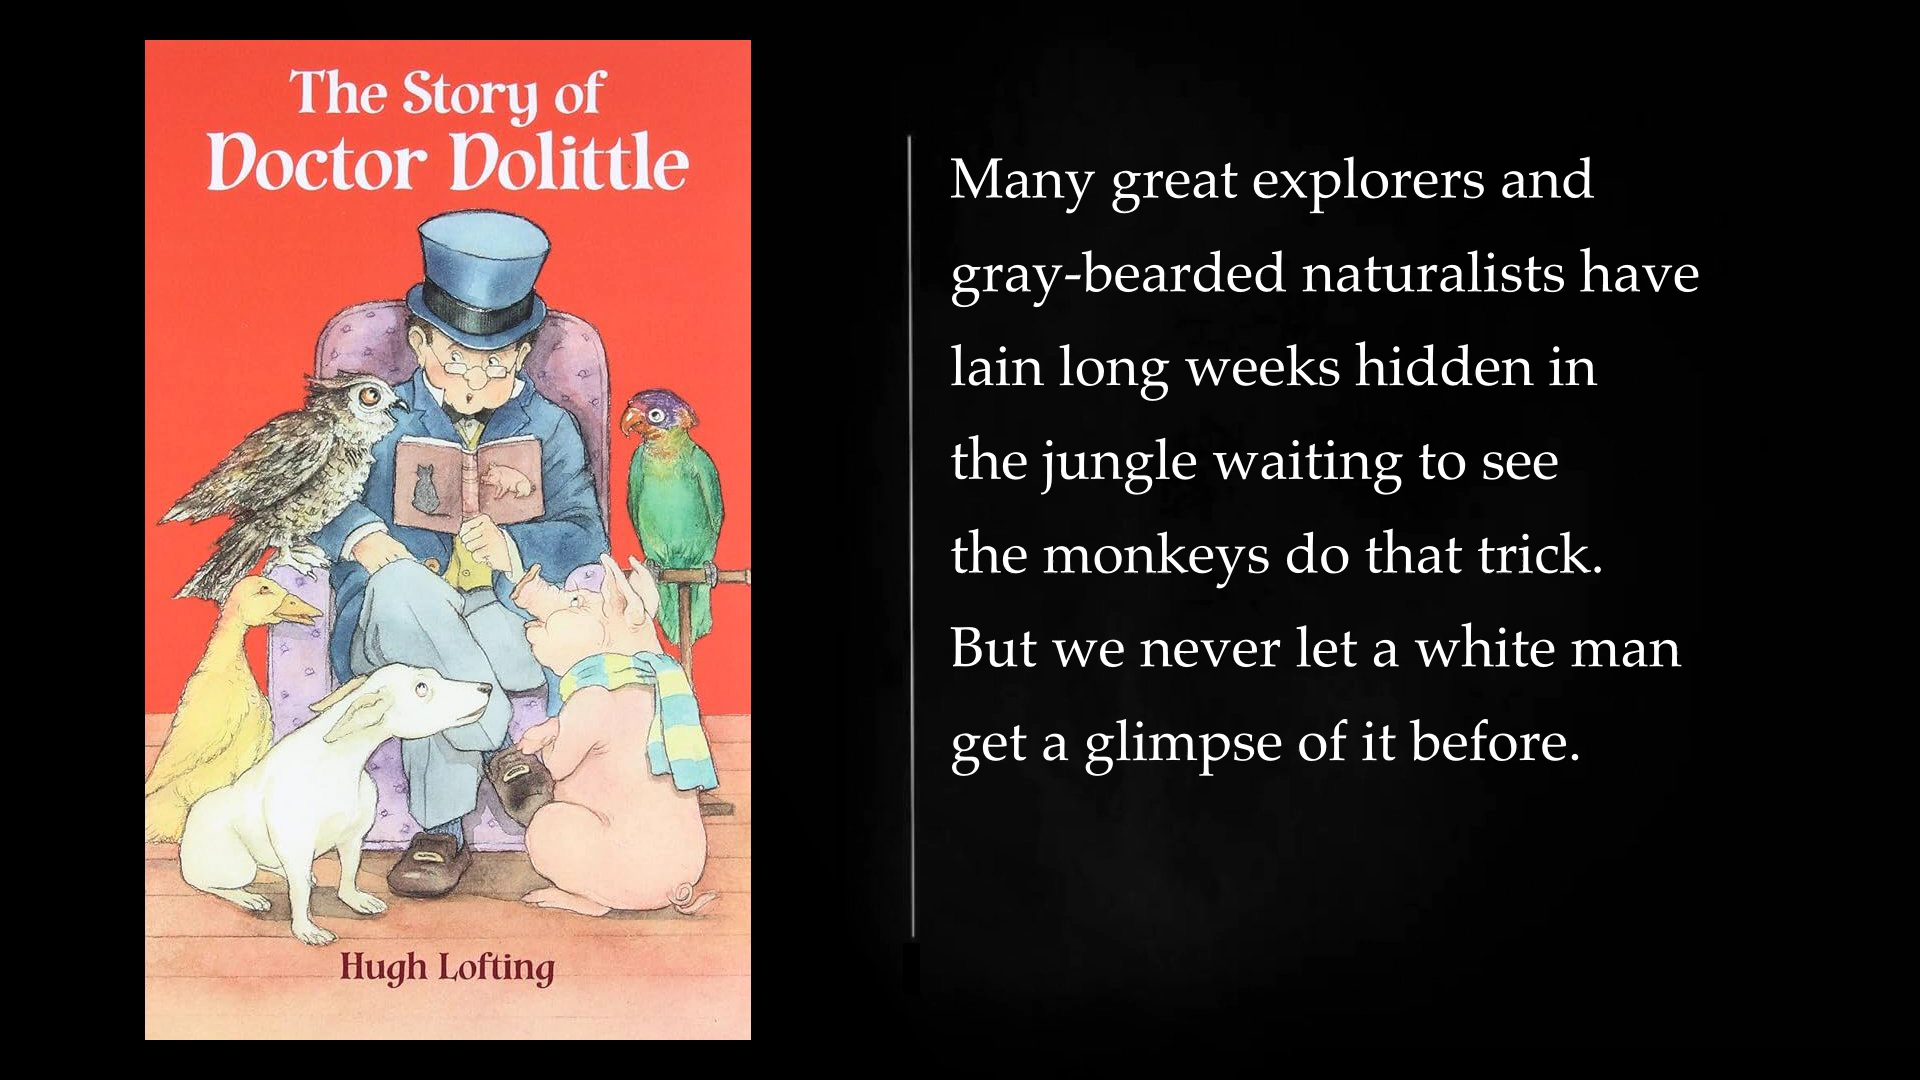 The Story of
Doctor Dolittle
Hugh Lofting
Many great explorers and
gray-bearded naturalists have
lain long weeks hidden in
the jungle waiting to see
the monkeys do that trick.
But we never let a white man
get a glimpse of it before.